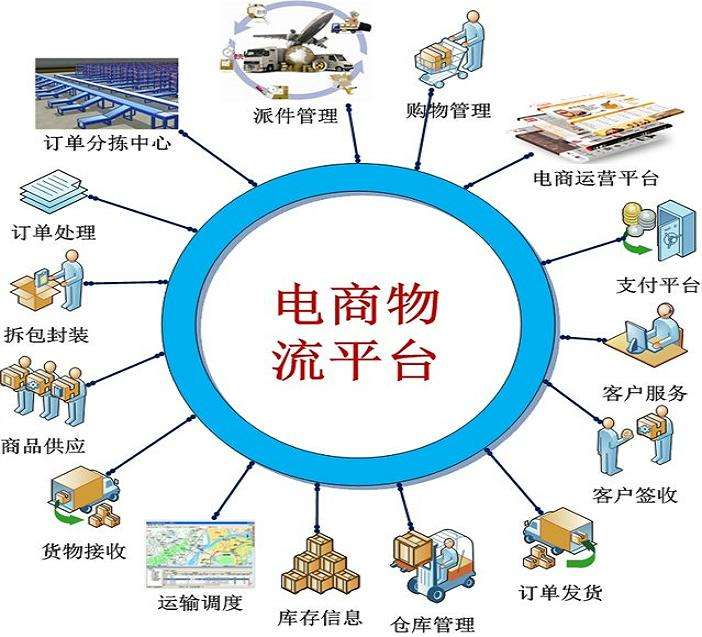 派件管理
购物管理
订单分拣中心
电商运营平台
订单处理
支付平台
拆包封装
电商物
流平台
客户服务
商品供应
客户签收
货物接收
运输调度
库存信息
仓库管理
订单发货